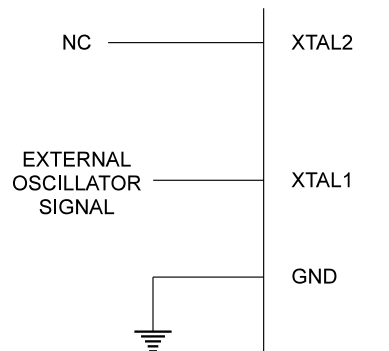 NC
XTAL2
EXTERNAL
OSCILLATOR
SIGNAL
XTAL1
GND